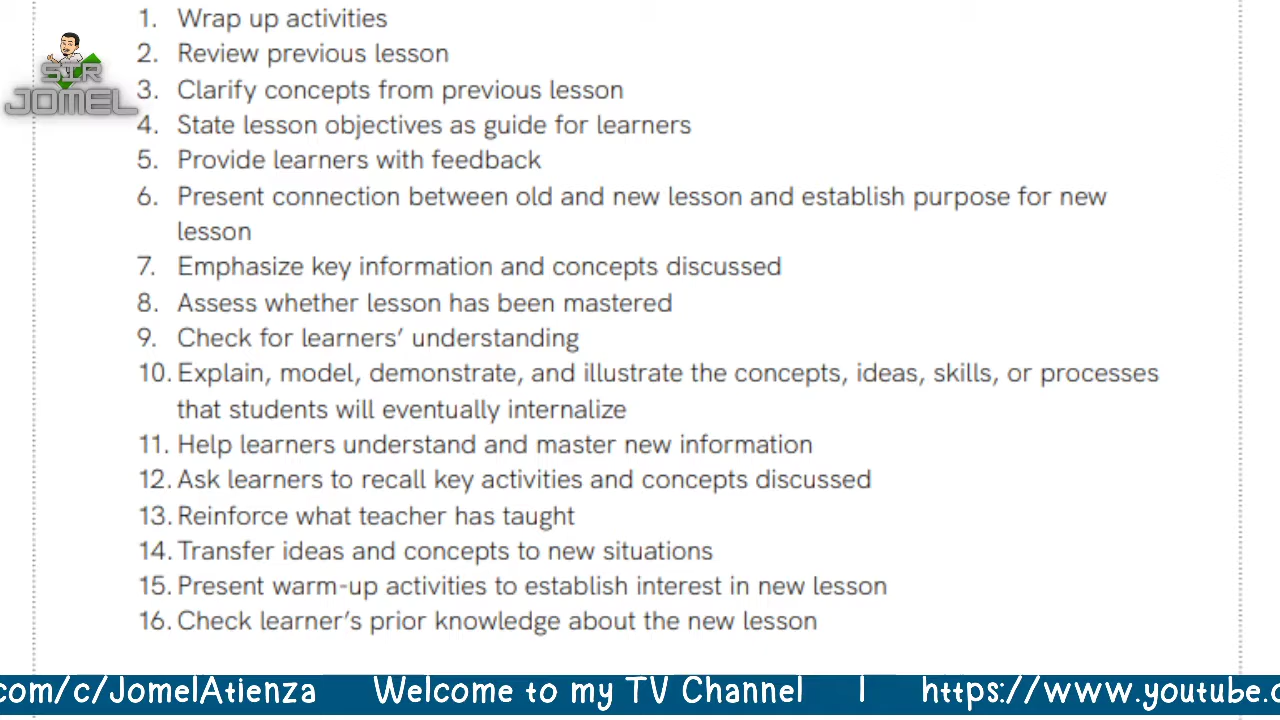 SIR
JOMEL
1. Wrap up activities
2. Review previous lesson
3. Clarify concepts from previous lesson
4. State lesson objectives as guide for learners
5. Provide learners with feedback
6. Present connection between old and new lesson and establish purpose for new
lesson
7. Emphasize key information and concepts discussed
8. Assess whether lesson has been mastered
9. Check for learners’ understanding
10. Explain, model, demonstrate, and illustrate the concepts, ideas, skills, or processes
that students will eventually internalize
11. Help learners understand and master new information
12. Ask learners to recall key activities and concepts discussed
13. Reinforce what teacher has taught
14. Transfer ideas and concepts to new situations
15. Present warm-up activities to establish interest in new lesson
16. Check learner’s prior knowledge about the new lesson
com/c/JomelAtienza Welcome to my TV Channel | https://www.youtube.c